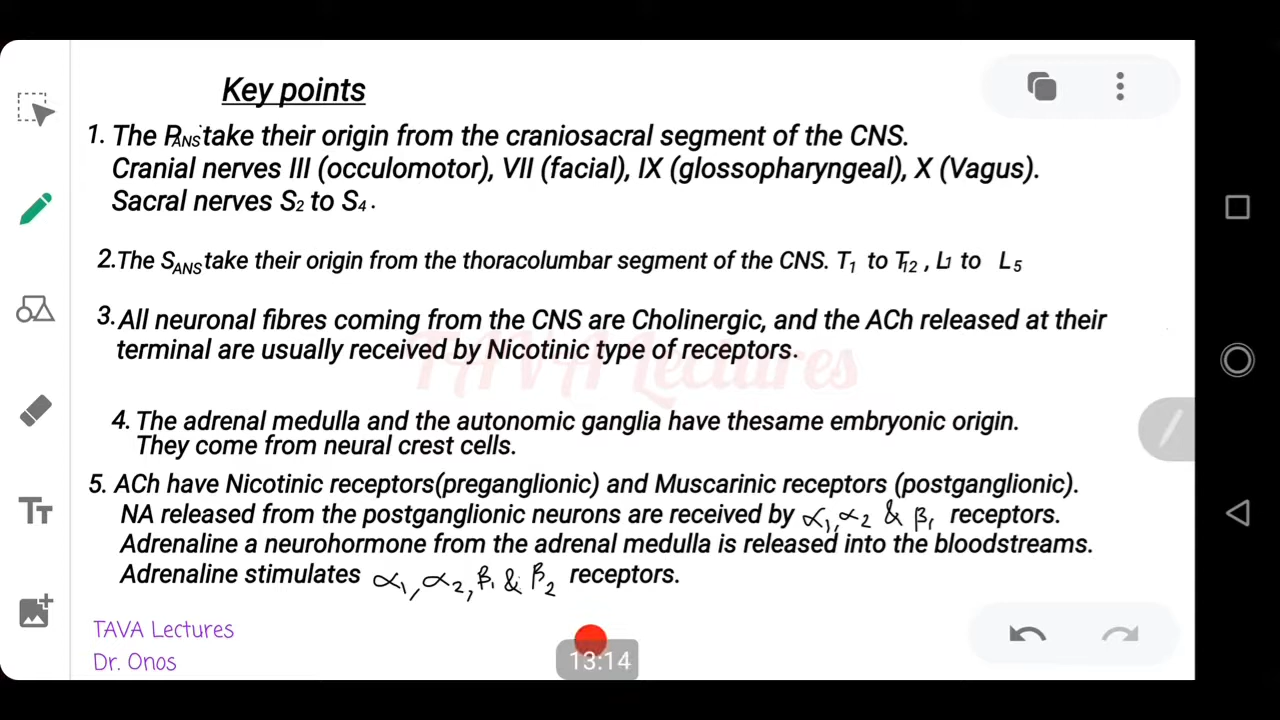 Key points
1. The PANS take their origin from the craniosacral segment of the CNS.
Cranial nerves III (occulomotor), VII (facial), IX (glossopharyngeal), X (Vagus).
Sacral nerves S2 to S4.
2. The SANS take their origin from the thoracolumbar segment of the CNS. T1 to T12, L1 to L5
3. All neuronal fibres coming from the CNS are Cholinergic, and the ACh released at their
terminal are usually received by Nicotinic type of receptors.
TAVA Lectures
4. The adrenal medulla and the autonomic ganglia have thesame embryonic origin.
They come from neural crest cells.
5. ACh have Nicotinic receptors(preganglionic) and Muscarinic receptors (postganglionic).
NA released from the postganglionic neurons are received by α1, α2 & β1 receptors.
Adrenaline a neurohormone from the adrenal medulla is released into the bloodstreams.
Adrenaline stimulates α1, α2, β1 & β2 receptors.
TAVA Lectures
Dr. Onos
13:14
Tт